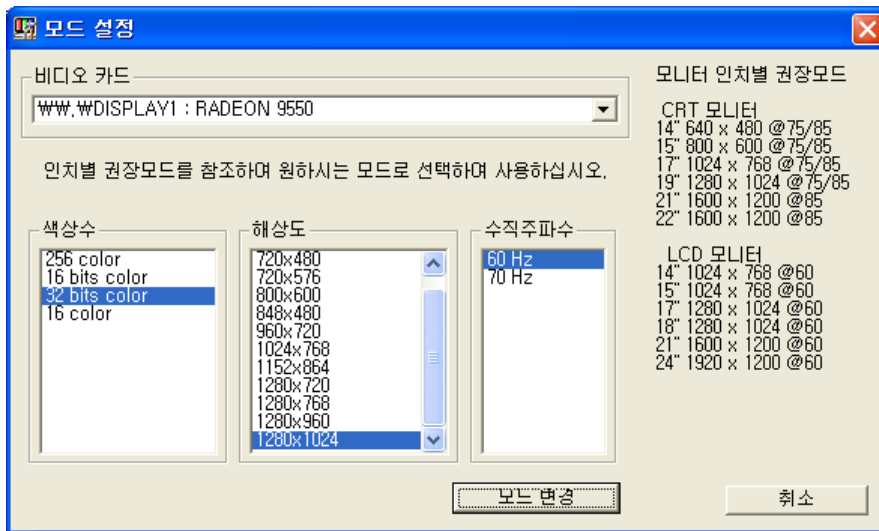 모드 설정
비디오 카드
₩₩.₩DISPLAY1 : RADEON 9550
인치별 권장모드를 참조하여 원하시는 모드로 선택하여 사용하십시오.
색상수
256 color
16 bits color
32 bits color
16 color
해상도
720x480
720x576
800x600
848x480
960x720
1024x768
1152x864
1280x720
1280x768
1280x960
1280x1024
수직주파수
60 Hz
70 Hz
모니터 인치별 권장모드
CRT 모니터
14" 640 x 480 @75/85
15" 800 x 600 @75/85
17" 1024 x 768 @75/85
19" 1280 x 1024 @75/85
21" 1600 x 1200 @85
22" 1600 x 1200 @85
LCD 모니터
14" 1024 x 768 @60
15" 1024 x 768 @60
17" 1280 x 1024 @60
18" 1280 x 1024 @60
21" 1600 x 1200 @60
24" 1920 x 1200 @60
모드 변경
취소